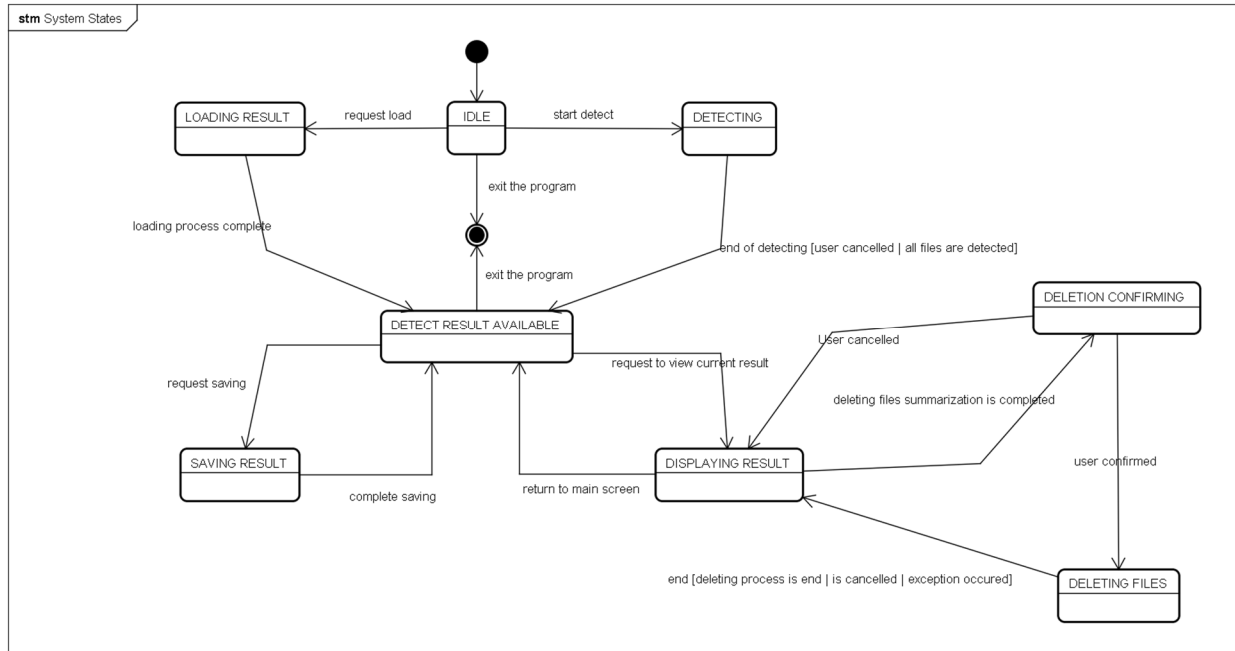 stm System States
LOADING RESULT
request load
IDLE
start detect
DETECTING
exit the program
loading process complete
end of detecting [user cancelled | all files are detected]
exit the program
DELETION CONFIRMING
DETECT RESULT AVAILABLE
User cancelled
request to view current result
request saving
deleting files summarization is completed
SAVING RESULT
DISPLAYING RESULT
user confirmed
complete saving
return to main screen
end [deleting process is end | is cancelled | exception occured]
DELETING FILES